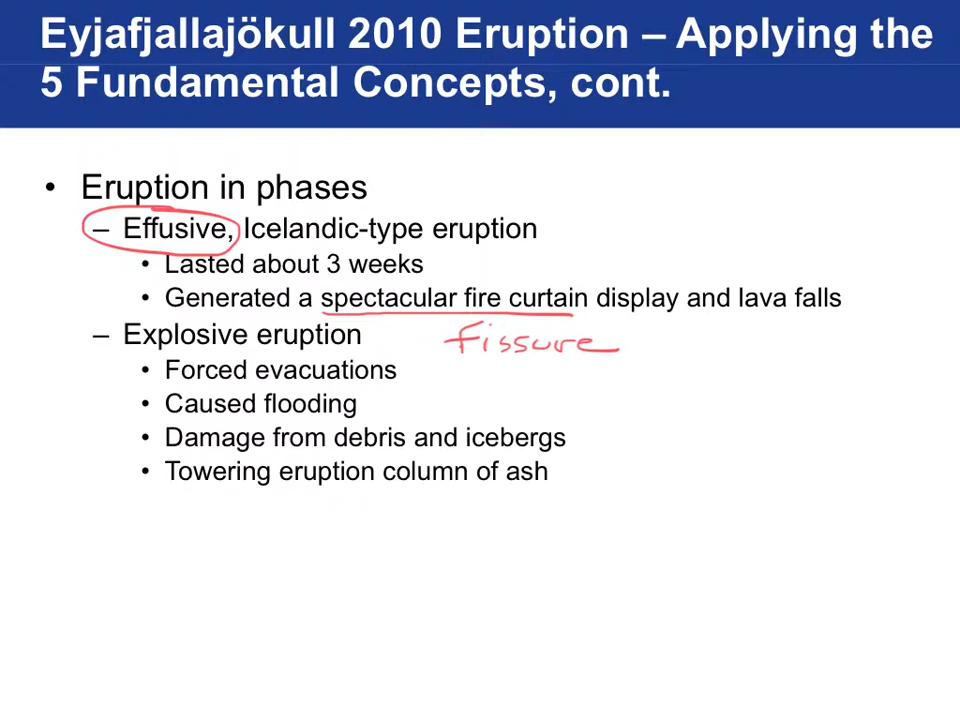 Eyjafjallajökull 2010 Eruption – Applying the
5 Fundamental Concepts, cont.
• Eruption in phases
– Effusive, Icelandic-type eruption
• Lasted about 3 weeks
• Generated a spectacular fire curtain display and lava falls
– Explosive eruption
fissure
• Forced evacuations
• Caused flooding
• Damage from debris and icebergs
• Towering eruption column of ash